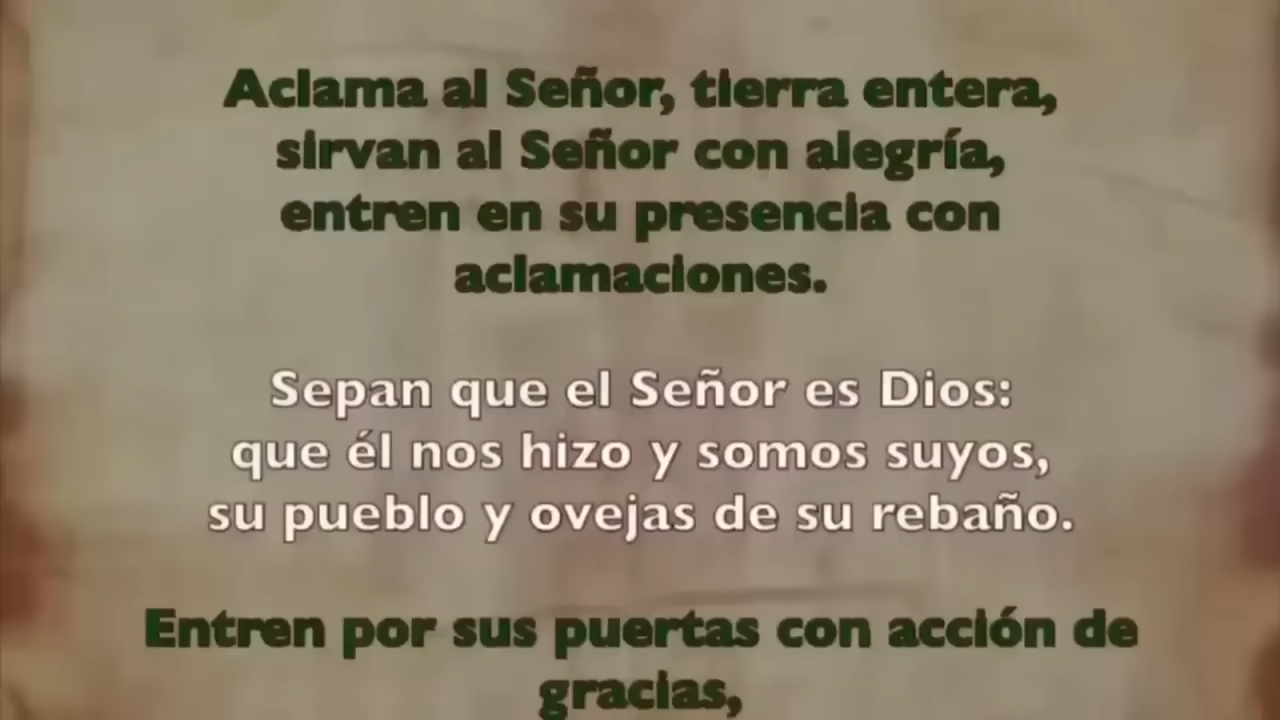 Aclama al Señor, tierra entera,
sirvan al Señor con alegría,
entren en su presencia con
aclamaciones.
Sepan que el Señor es Dios:
que él nos hizo y somos suyos,
su pueblo y ovejas de su rebaño.
Entren por sus puertas con acción de
gracias,